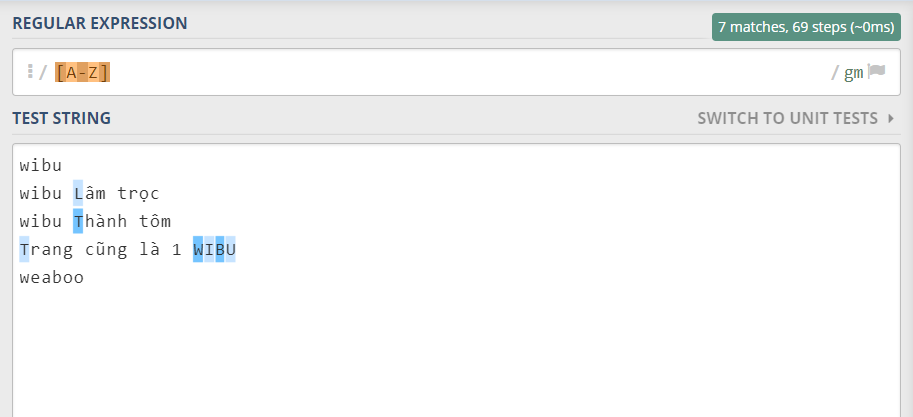 REGULAR EXPRESSION
7 matches, 69 steps (~0ms)
/ [A-Z] / gm
TEST STRING
SWITCH TO UNIT TESTS
wibu
wibu Lâm trọc
wibu Thành tôm
Trang cũng là 1 WIBU
weaboo